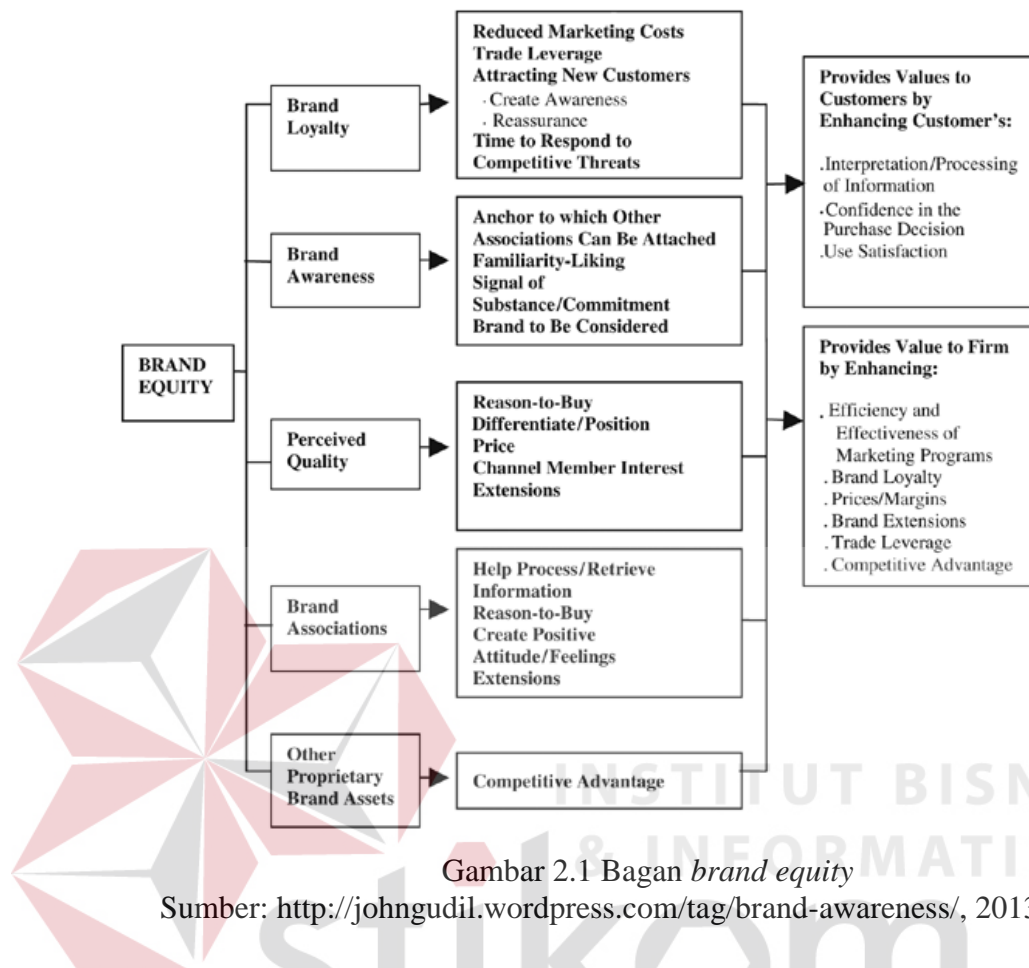 Reduced Marketing Costs
Trade Leverage
Attracting New Customers
· Create Awareness
· Reassurance
Time to Respond to
Competitive Threats
Brand
Loyalty
Provides Values to
Customers by
Enhancing Customer's:
.Interpretation/Processing
of Information
·Confidence in the
Purchase Decision
.Use Satisfaction
Anchor to which Other
Associations Can Be Attached
Familiarity-Liking
Signal of
Substance/Commitment
Brand to Be Considered
Brand
Awareness
BRAND
EQUITY
Provides Value to Firm
by Enhancing:
. Efficiency and
Effectiveness of
Marketing Programs
. Brand Loyalty
. Prices/Margins
. Brand Extensions
. Trade Leverage
. Competitive Advantage
Perceived
Quality
Reason-to-Buy
Differentiate/Position
Price
Channel Member Interest
Extensions
Brand
Associations
Help Process/Retrieve
Information
Reason-to-Buy
Create Positive
Attitude/Feelings
Extensions
Other
Proprietary
Brand Assets
Competitive Advantage
INSTITUT BISN
& INFORMATI
Gambar 2.1 Bagan brand equity
Sumber: http://johngudil.wordpress.com/tag/brand-awareness/, 2013
stikom